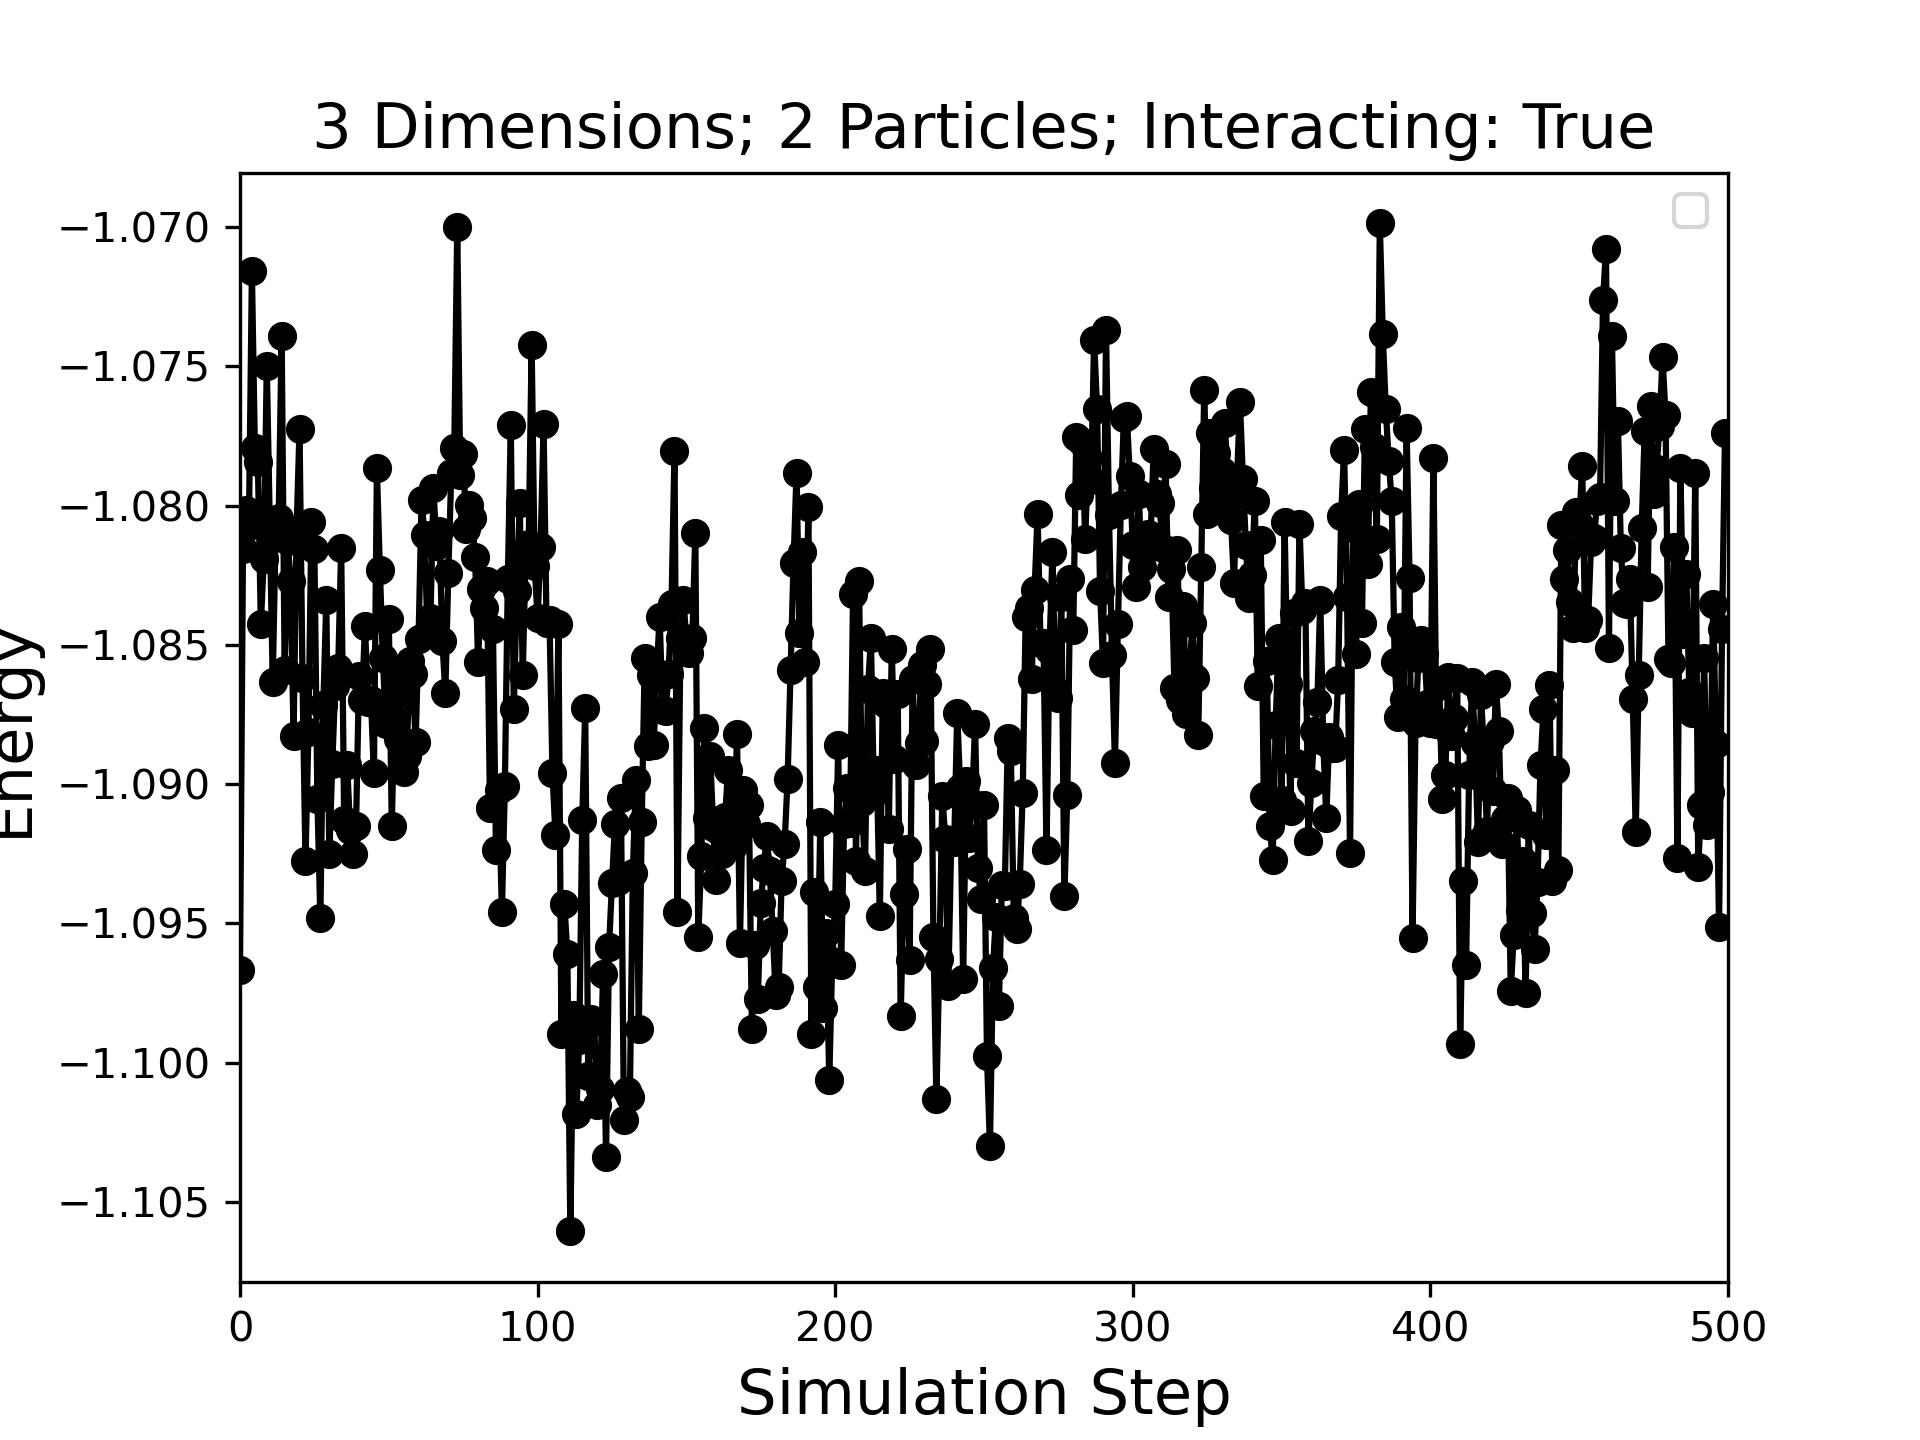 3 Dimensions; 2 Particles; Interacting: True
−1.070
−1.075
−1.080
−1.085
−1.090
−1.095
−1.100
−1.105
Energy
0 100 200 300 400 500
Simulation Step